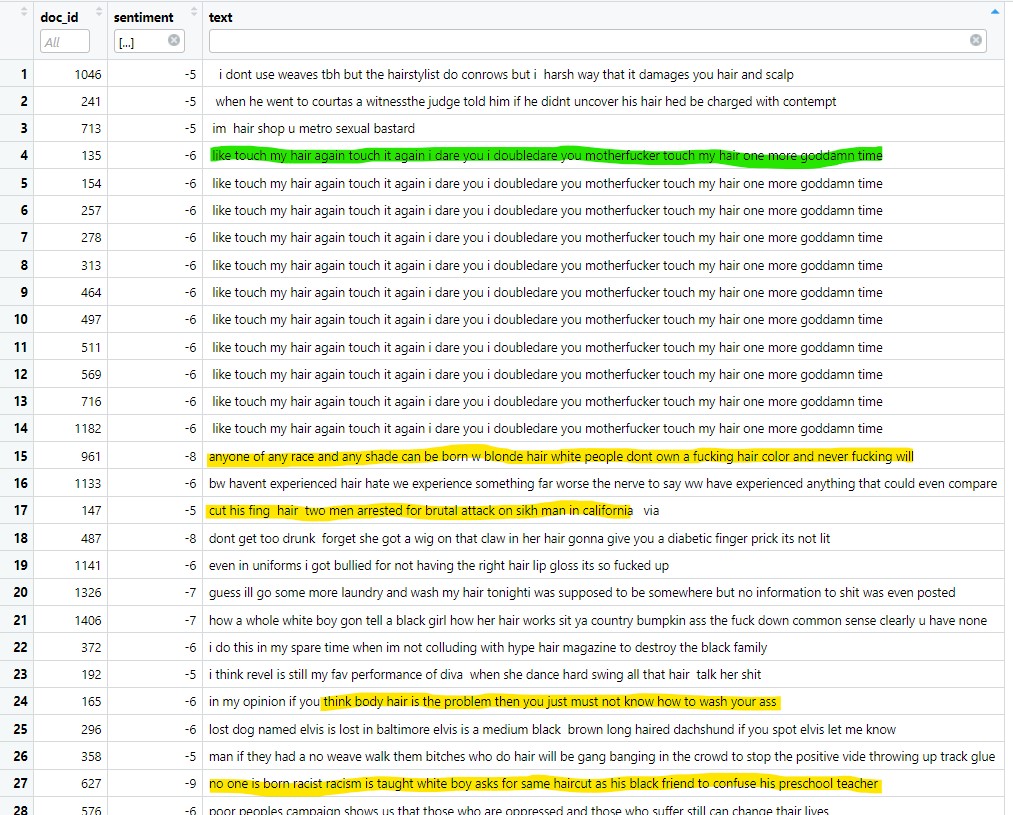 doc_id sentiment text
All [...]
1 1046 -5 i dont use weaves tbh but the hairstylist do conrows but i harsh way that it damages you hair and scalp
2 241 -5 when he went to courtas a witnessthe judge told him if he didnt uncover his hair hed be charged with contempt
3 713 -5 im hair shop u metro sexual bastard
4 135 -6 like touch my hair again touch it again i dare you i doubledare you motherfucker touch my hair one more goddamn time
5 154 -6 like touch my hair again touch it again i dare you i doubledare you motherfucker touch my hair one more goddamn time
6 257 -6 like touch my hair again touch it again i dare you i doubledare you motherfucker touch my hair one more goddamn time
7 278 -6 like touch my hair again touch it again i dare you i doubledare you motherfucker touch my hair one more goddamn time
8 313 -6 like touch my hair again touch it again i dare you i doubledare you motherfucker touch my hair one more goddamn time
9 464 -6 like touch my hair again touch it again i dare you i doubledare you motherfucker touch my hair one more goddamn time
10 497 -6 like touch my hair again touch it again i dare you i doubledare you motherfucker touch my hair one more goddamn time
11 511 -6 like touch my hair again touch it again i dare you i doubledare you motherfucker touch my hair one more goddamn time
12 569 -6 like touch my hair again touch it again i dare you i doubledare you motherfucker touch my hair one more goddamn time
13 716 -6 like touch my hair again touch it again i dare you i doubledare you motherfucker touch my hair one more goddamn time
14 1182 -6 like touch my hair again touch it again i dare you i doubledare you motherfucker touch my hair one more goddamn time
15 961 -8 anyone of any race and any shade can be born w blonde hair white people dont own a fucking hair color and never fucking will
16 1133 -6 bw havent experienced hair hate we experience something far worse the nerve to say ww have experienced anything that could even compare
17 147 -5 cut his fing hair two men arrested for brutal attack on sikh man in california via
18 487 -8 dont get too drunk forget she got a wig on that claw in her hair gonna give you a diabetic finger prick its not lit
19 1141 -6 even in uniforms i got bullied for not having the right hair lip gloss its so fucked up
20 1326 -7 guess ill go some more laundry and wash my hair tonighti was supposed to be somewhere but no information to shit was even posted
21 1406 -7 how a whole white boy gon tell a black girl how her hair works sit ya country bumpkin ass the fuck down common sense clearly u have none
22 372 -6 i do this in my spare time when im not colluding with hype hair magazine to destroy the black family
23 192 -5 i think revel is still my fav performance of diva when she dance hard swing all that hair talk her shit
24 165 -6 in my opinion if you think body hair is the problem then you just must not know how to wash your ass
25 296 -6 lost dog named elvis is lost in baltimore elvis is a medium black brown long haired dachshund if you spot elvis let me know
26 358 -5 man if they had a no weave walk them bitches who do hair will be gang banging in the crowd to stop the positive vide throwing up track glue
27 627 -9 no one is born racist racism is taught white boy asks for same haircut as his black friend to confuse his preschool teacher
28 576 -6 poor peoples campaign shows us that those who are oppressed and those who suffer still can change thair lives